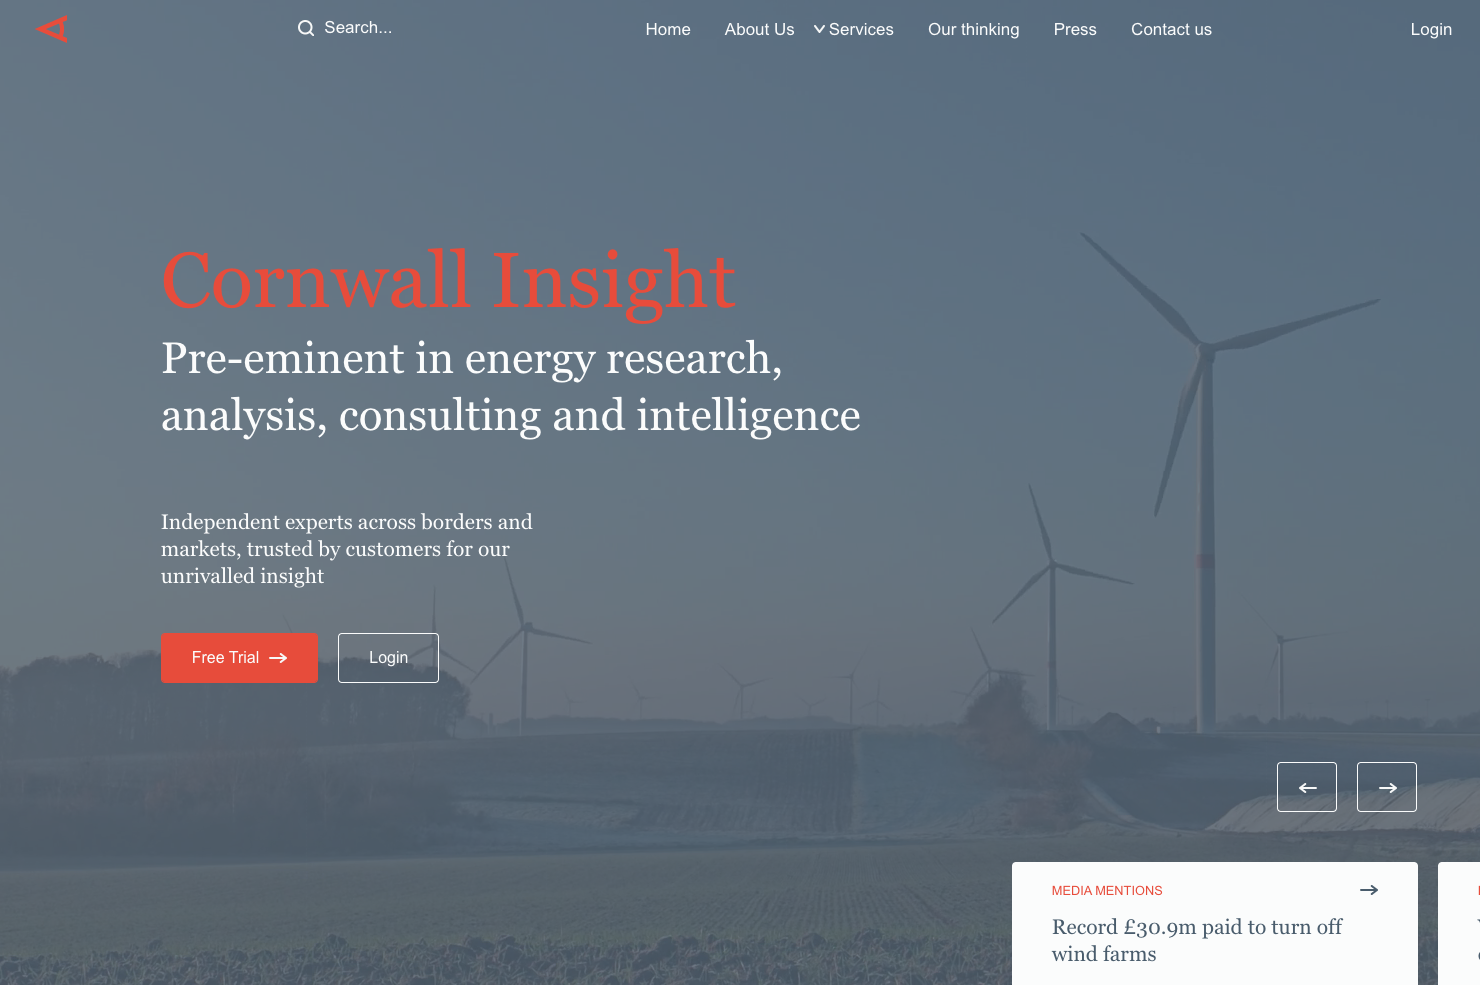 Search...
Home
About Us
Services
Our thinking
Press
Contact us
Login
Cornwall Insight
Pre-eminent in energy research,
analysis, consulting and intelligence
Independent experts across borders and
markets, trusted by customers for our
unrivalled insight
Free Trial
Login
MEDIA MENTIONS
Record £30.9m paid to turn off
wind farms